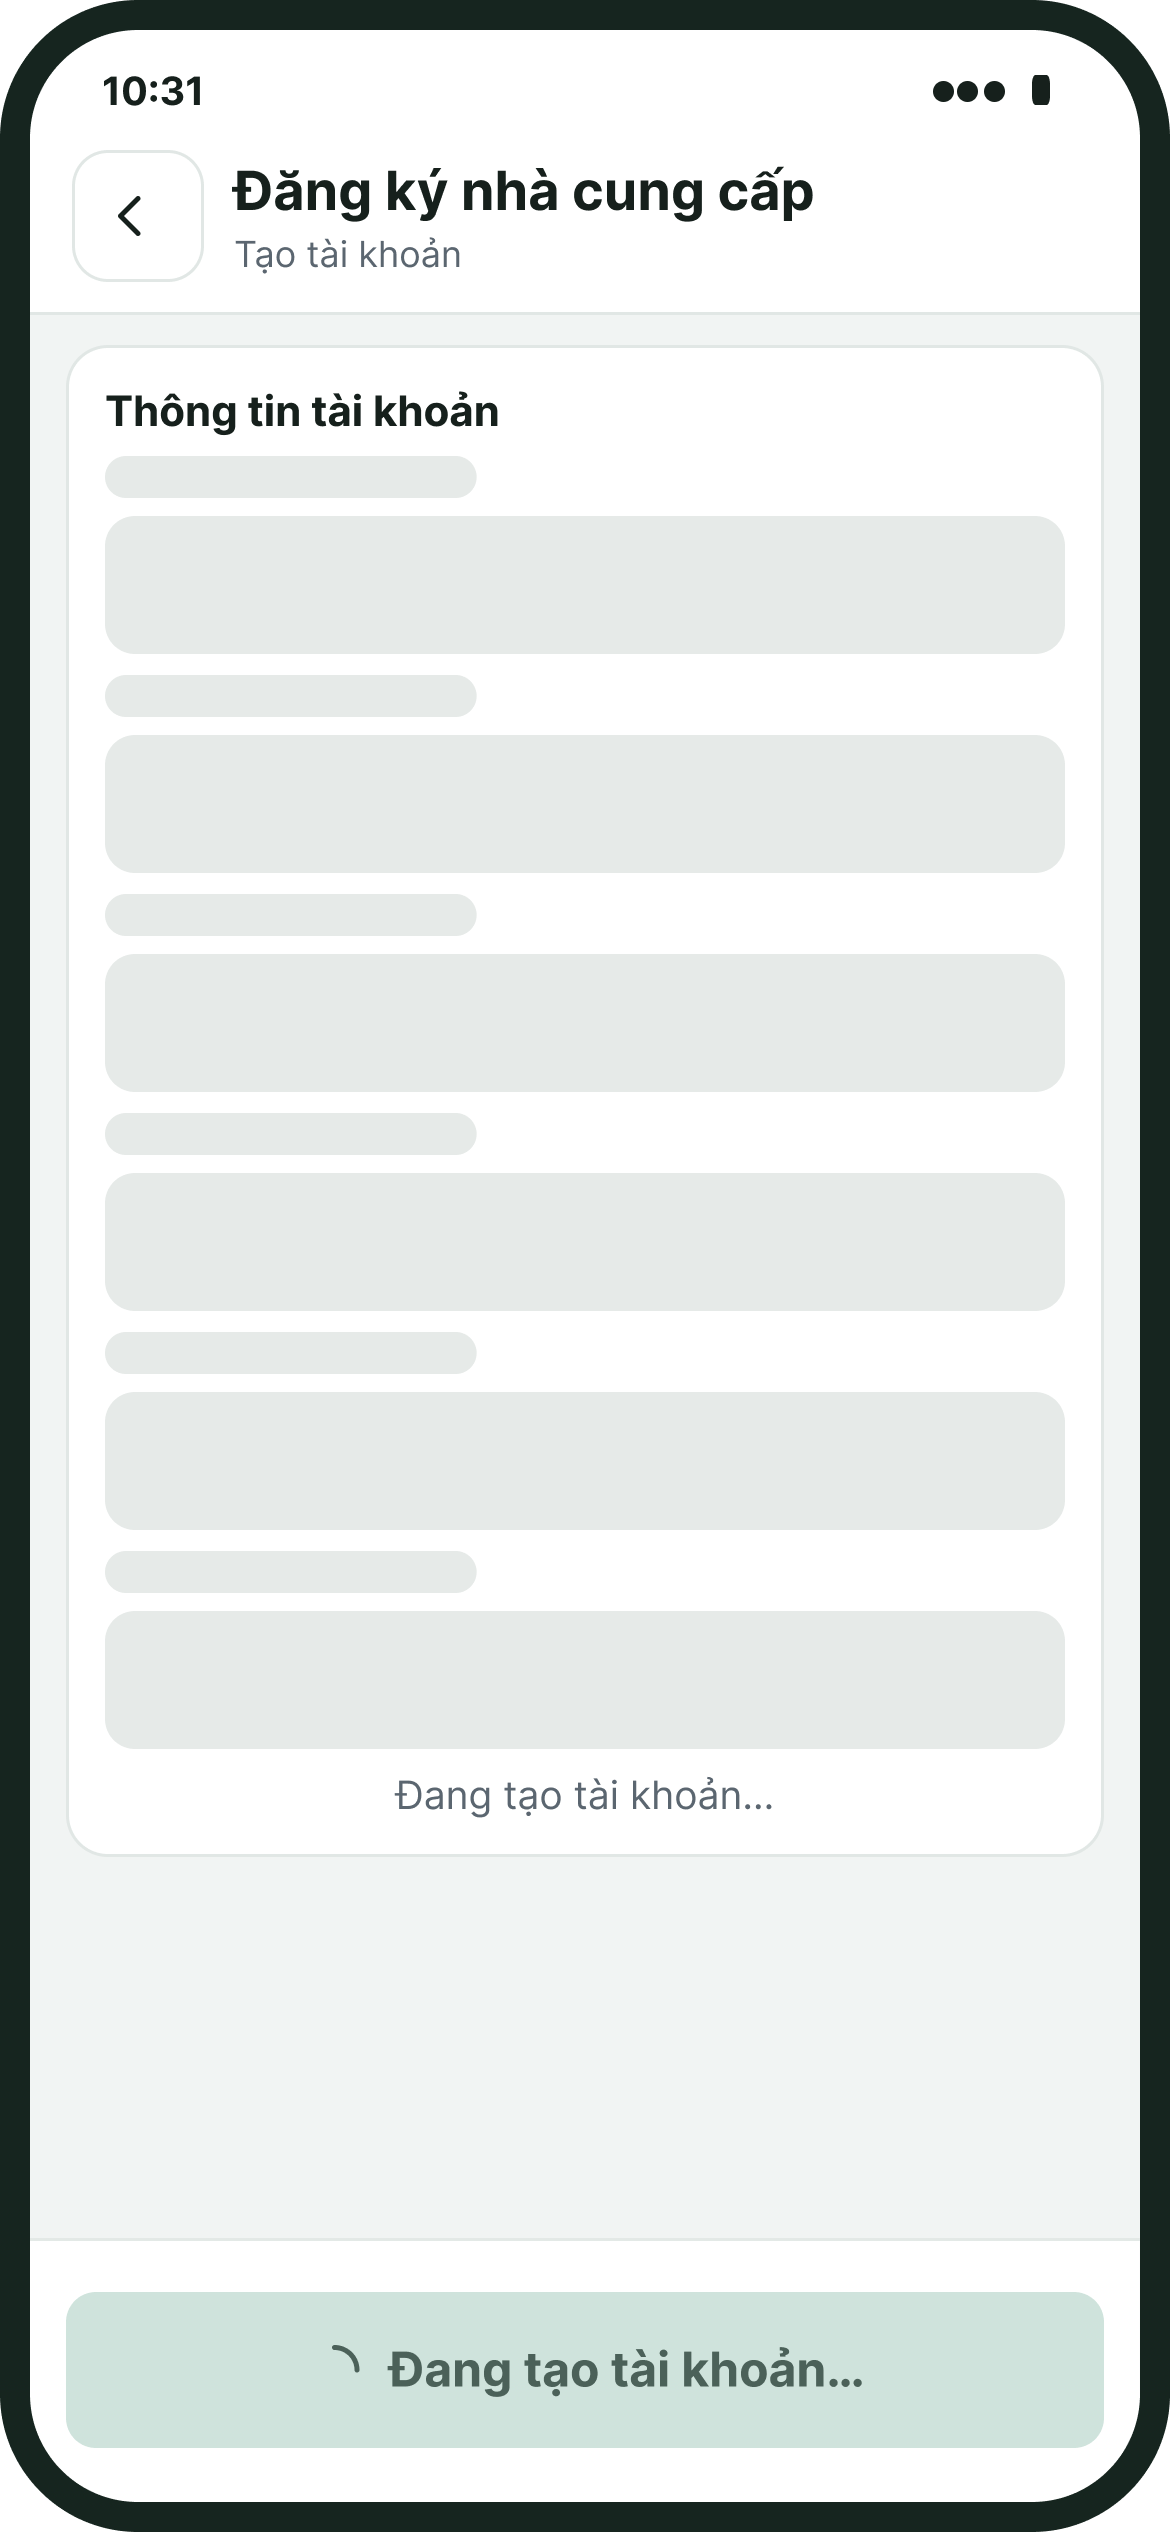 10:31
Đăng ký nhà cung cấp
Tạo tài khoản
Thông tin tài khoản
Đang tạo tài khoản...
Đang tạo tài khoản...